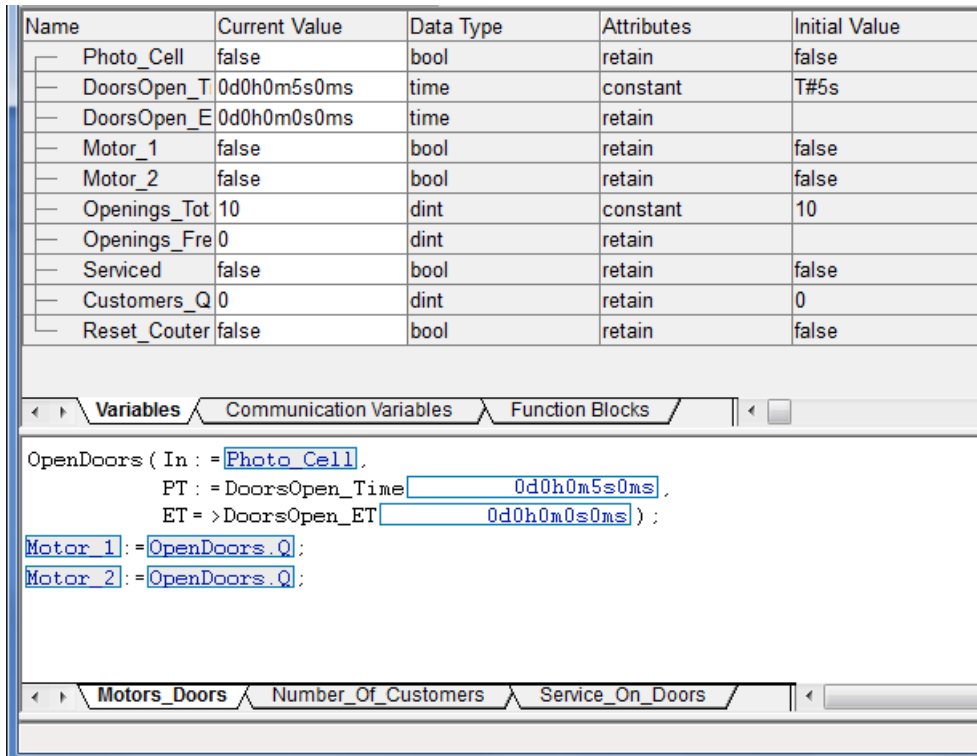 Name Current Value Data Type Attributes Initial Value
Photo_Cell false bool retain false
DoorsOpen_Ti 0d0h0m5s0ms time constant T#5s
DoorsOpen_E 0d0h0m0s0ms time retain
Motor_1 false bool retain false
Motor_2 false bool retain false
Openings_Tot 10 dint constant 10
Openings_Fre 0 dint retain
Serviced false bool retain false
Customers_Q 0 dint retain 0
Reset_Couter false bool retain false
Variables Communication Variables Function Blocks
OpenDoors(In:=Photo_Cell,
PT:=DoorsOpen_Time 0d0h0m5s0ms,
ET=>DoorsOpen_ET 0d0h0m0s0ms);
Motor_1:=OpenDoors.Q;
Motor_2:=OpenDoors.Q;
Motors_Doors Number_Of_Customers Service_On_Doors